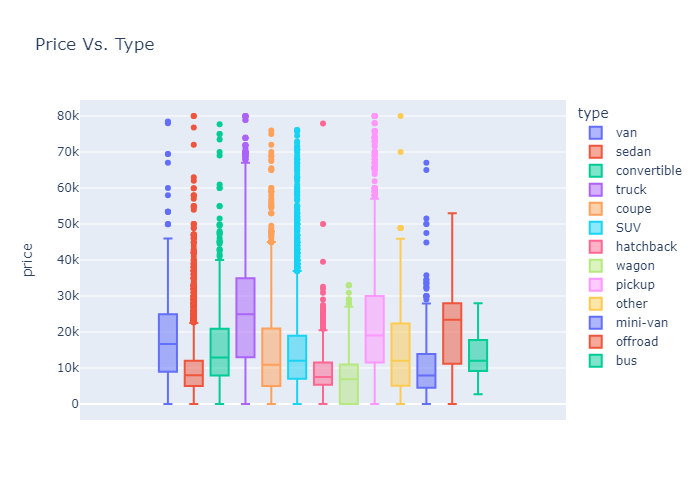 Price Vs. Type
80k
70k
60k
50k
40k
30k
20k
10k
0
price
type
van
sedan
convertible
truck
coupe
SUV
hatchback
wagon
pickup
other
mini-van
offroad
bus